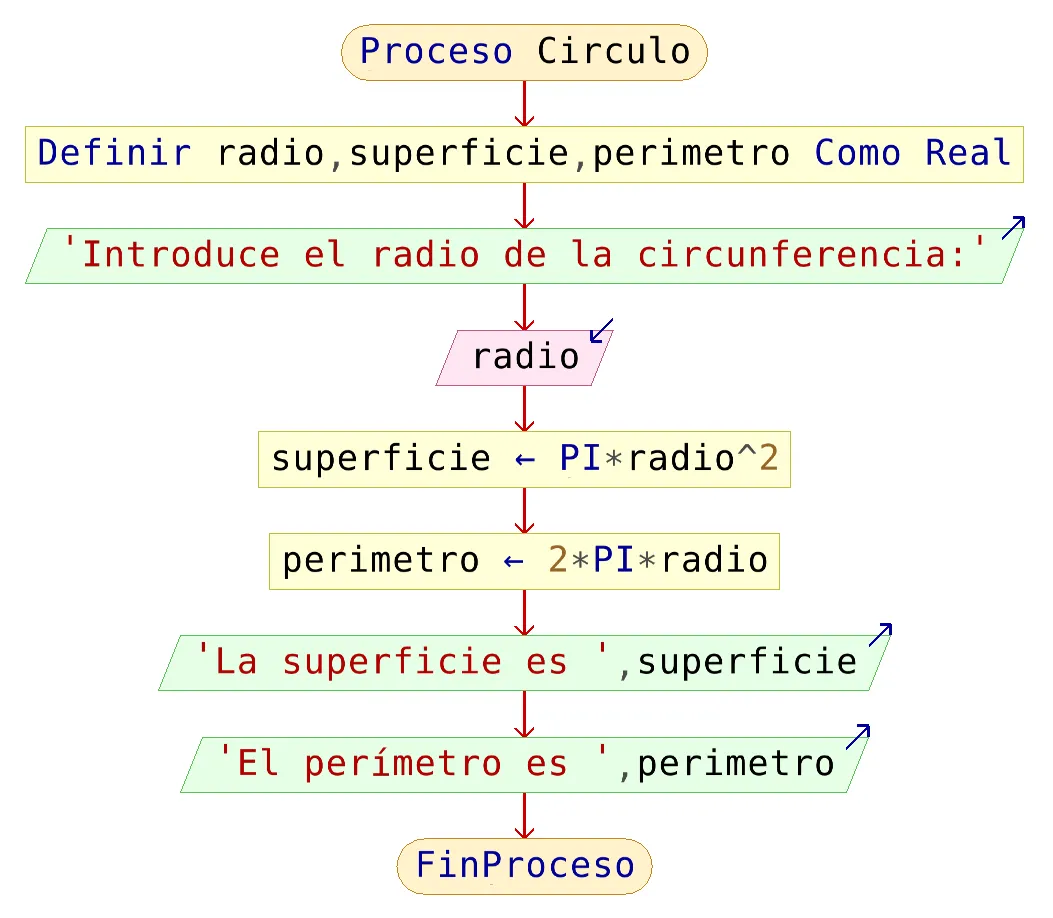 Proceso Circulo
Definir radio,superficie,perimetro Como Real
'Introduce el radio de la circunferencia:'
radio
superficie ← PI*radio^2
perimetro ← 2*PI*radio
'La superficie es ',superficie
'El perímetro es ',perimetro
FinProceso